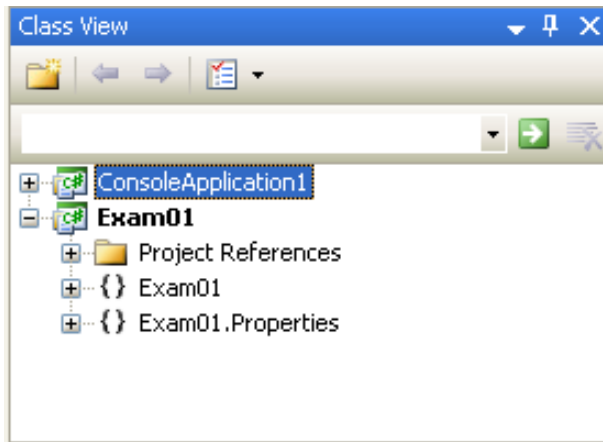 Class View
ConsoleApplication1
Exam01
Project References
{} Exam01
{} Exam01.Properties